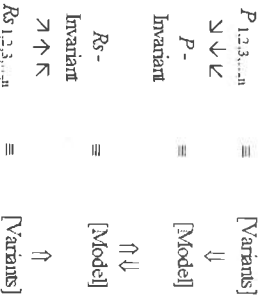 P 1,2,3,...n ≡ [Variants]
↘ ↓ ↙ ⇓
P - Invariant ≡ [Model]
⇑⇓
Rs - Invariant ≡ [Model]
↗ ↑ ↖ ⇑
Rs 1,2,3,...n ≡ [Variants]